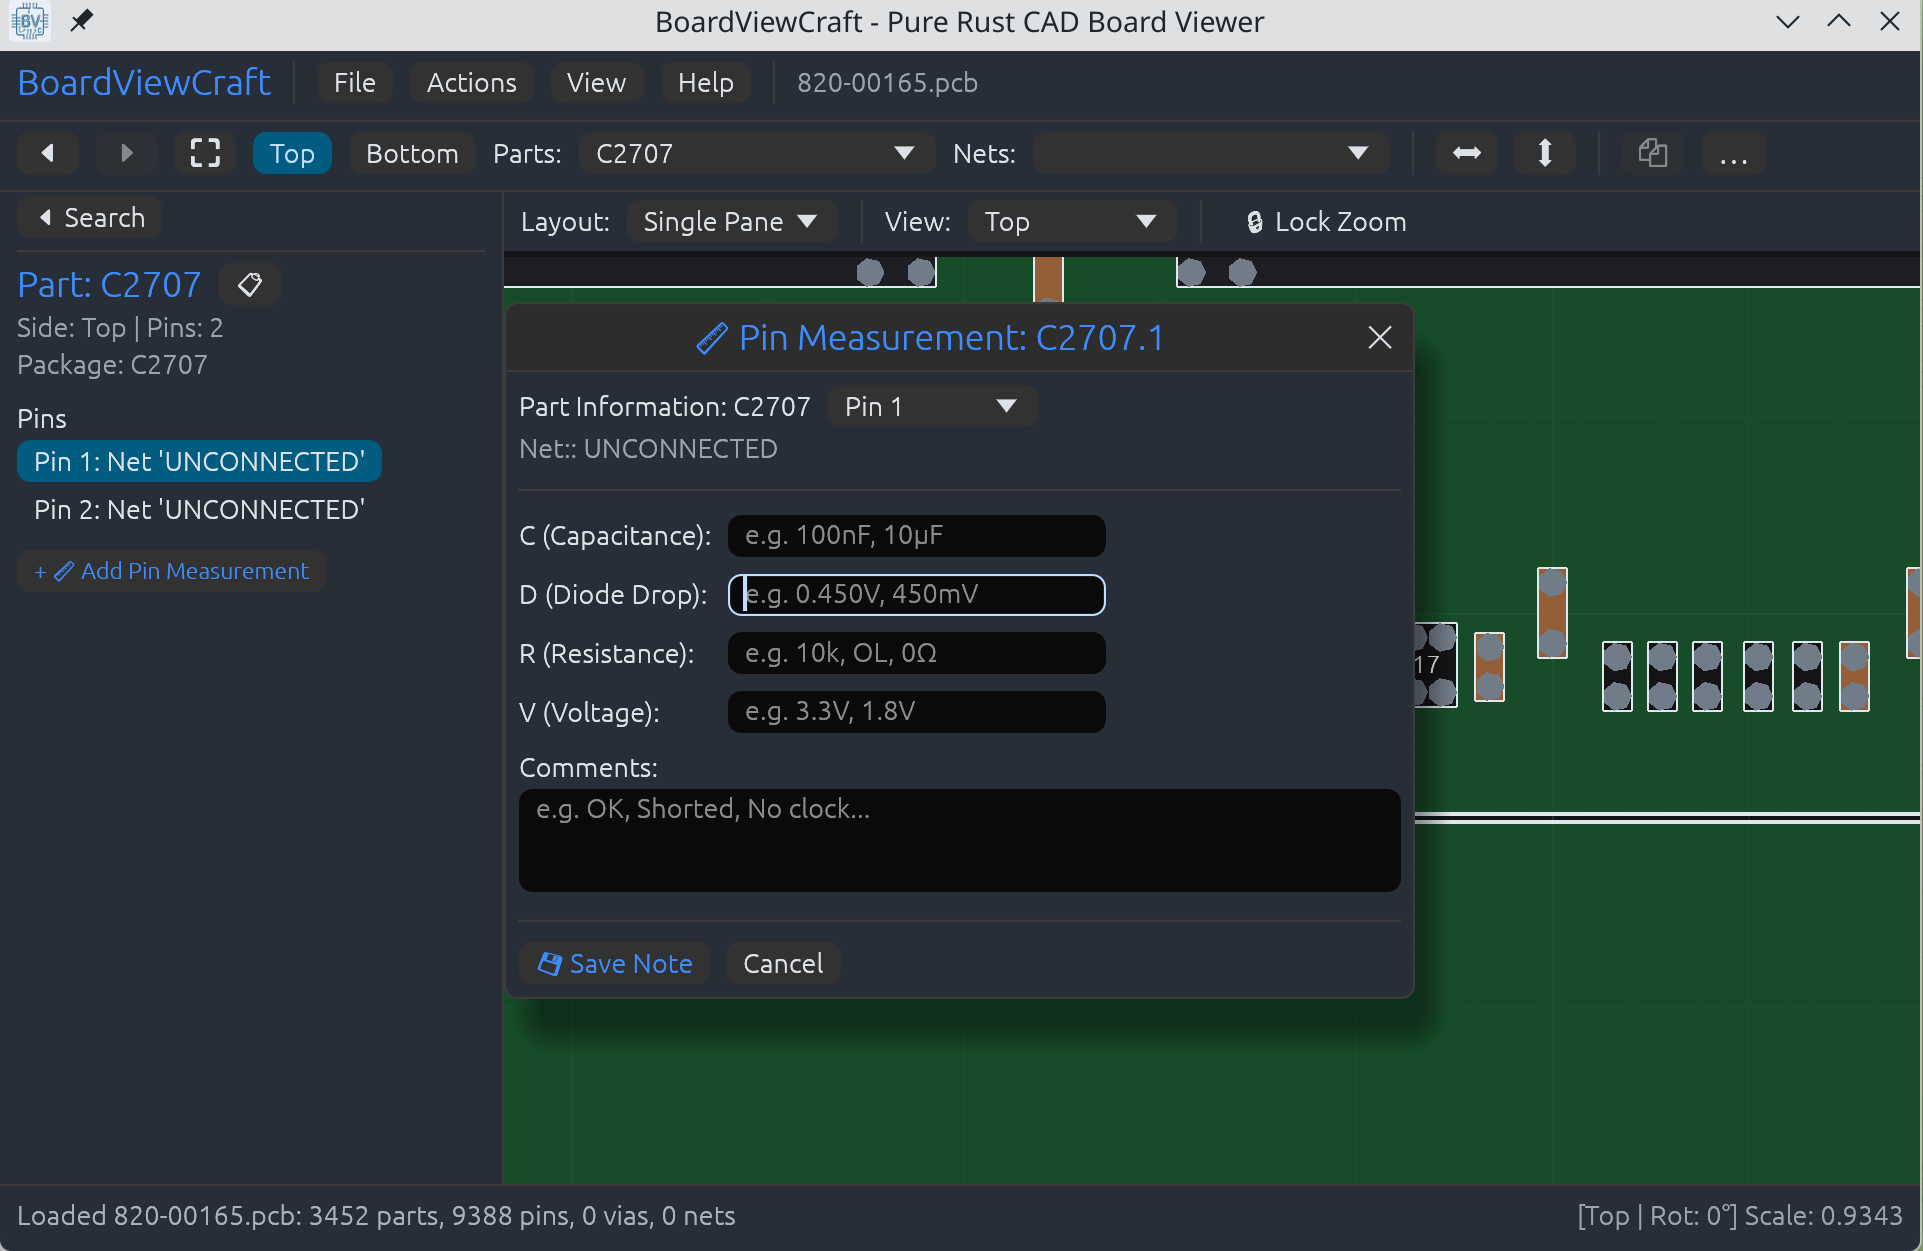 BoardViewCraft - Pure Rust CAD Board Viewer
BoardViewCraft File Actions View Help 820-00165.pcb
Top Bottom Parts: C2707 Nets: ...
Search
Layout: Single Pane View: Top Lock Zoom
Part: C2707
Side: Top | Pins: 2
Package: C2707
Pins
Pin 1: Net 'UNCONNECTED'
Pin 2: Net 'UNCONNECTED'
+ Add Pin Measurement
Pin Measurement: C2707.1
Part Information: C2707 Pin 1
Net:: UNCONNECTED
C (Capacitance): e.g. 100nF, 10µF
D (Diode Drop): e.g. 0.450V, 450mV
R (Resistance): e.g. 10k, OL, 0Ω
V (Voltage): e.g. 3.3V, 1.8V
Comments:
e.g. OK, Shorted, No clock...
Save Note Cancel
17
Loaded 820-00165.pcb: 3452 parts, 9388 pins, 0 vias, 0 nets
[Top | Rot: 0°] Scale: 0.9343